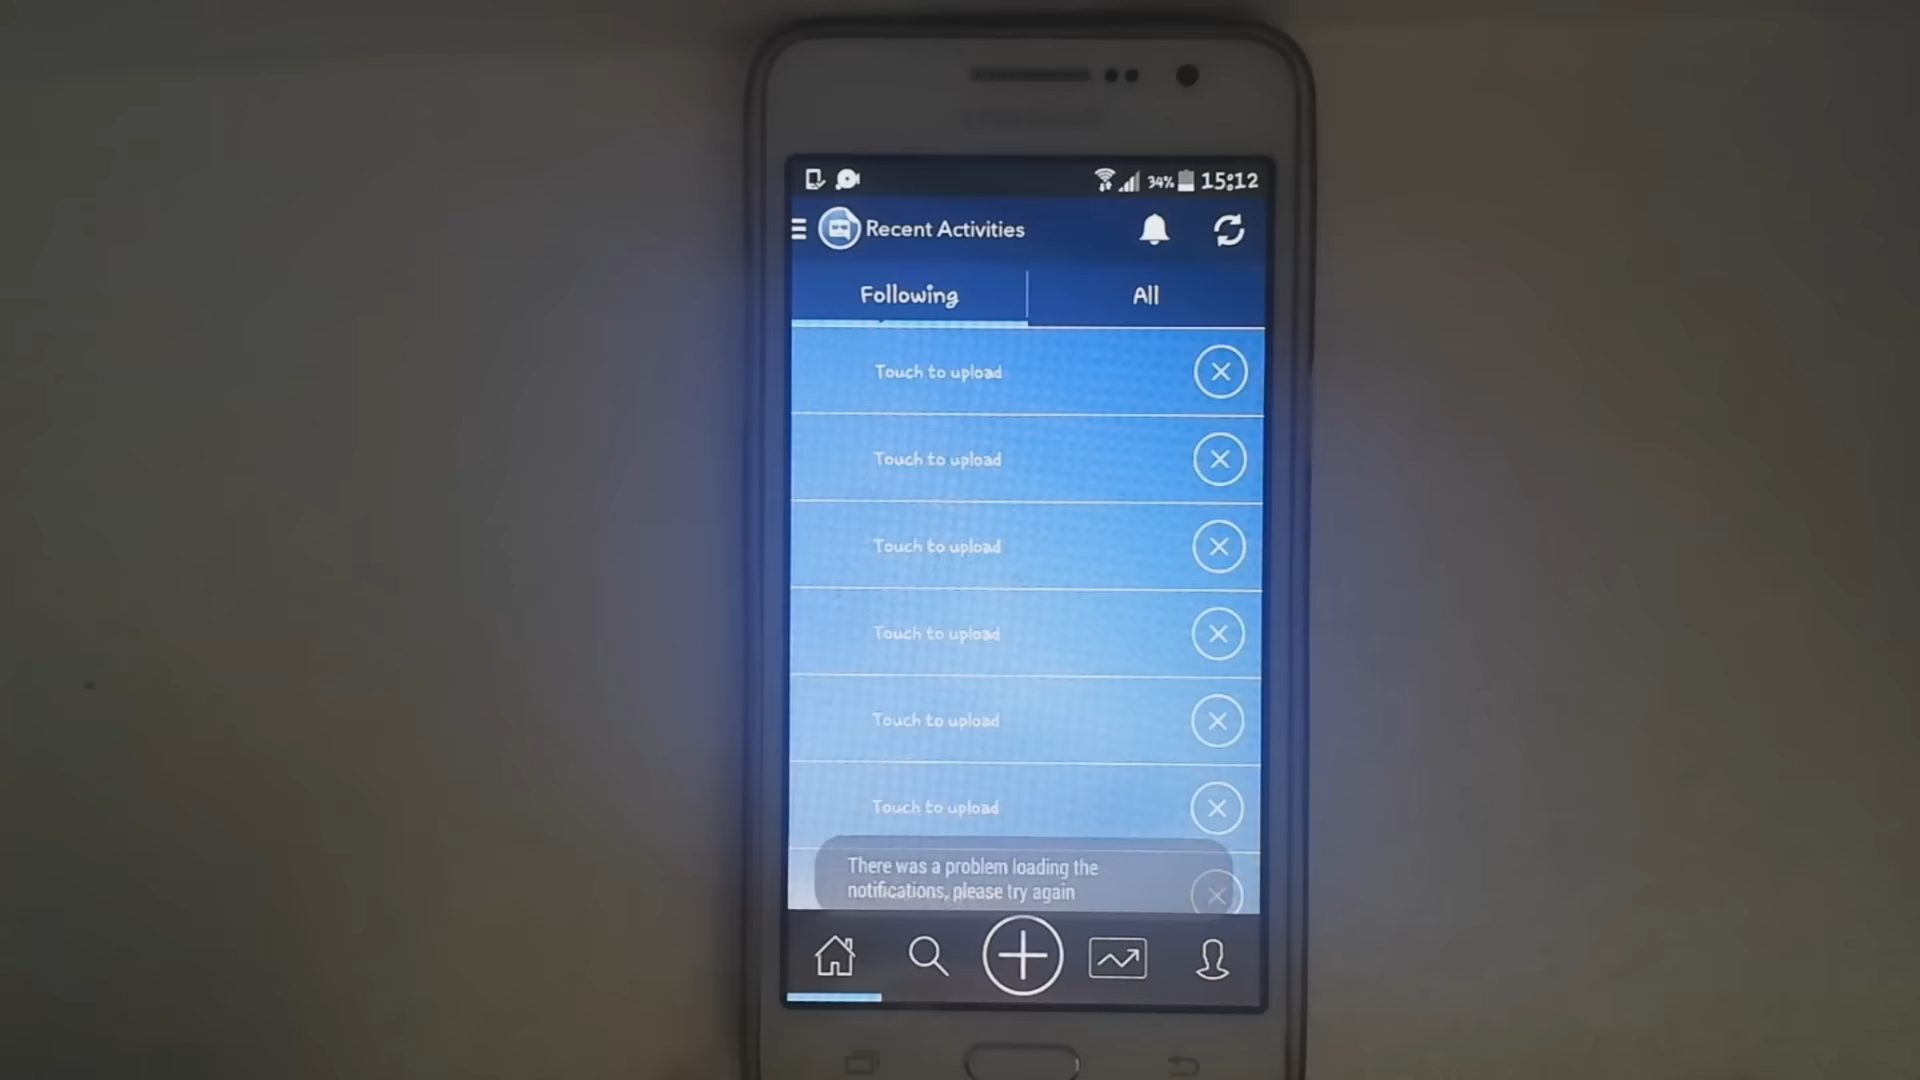 34% 15:12
Recent Activities
Following All
Touch to upload
Touch to upload
Touch to upload
Touch to upload
Touch to upload
Touch to upload
There was a problem loading the
notifications, please try again